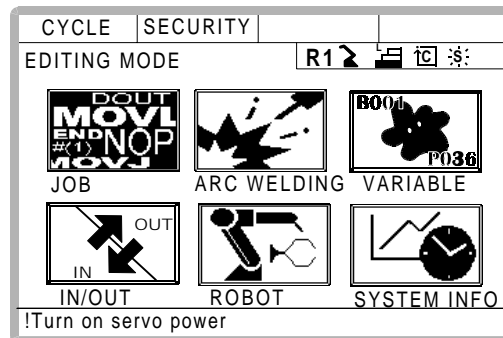 CYCLE SECURITY
EDITING MODE R1 C S
DOUT
MOVL
END NOP
#(1)
MOVJ
B001
P036
JOB ARC WELDING VARIABLE
OUT
IN
IN/OUT ROBOT SYSTEM INFO
!Turn on servo power